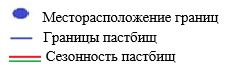 Месторасположение границ
Границы пастбищ
Сезонность пастбищ